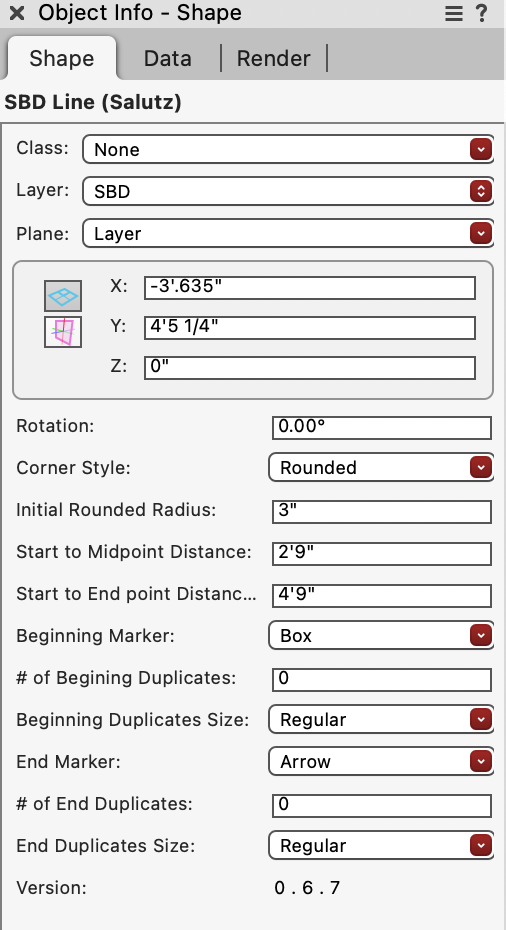 Object Info - Shape ?
Shape Data Render
SBD Line (Salutz)
Class: None
Layer: SBD
Plane: Layer
X: -3'.635"
Y: 4'5 1/4"
Z: 0"
Rotation: 0.00°
Corner Style: Rounded
Initial Rounded Radius: 3"
Start to Midpoint Distance: 2'9"
Start to End point Distanc... 4'9"
Beginning Marker: Box
# of Begining Duplicates: 0
Beginning Duplicates Size: Regular
End Marker: Arrow
# of End Duplicates: 0
End Duplicates Size: Regular
Version: 0 . 6 . 7